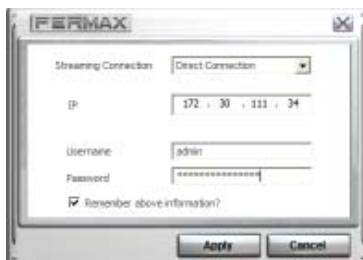 FERMAX
Streaming Connection Direct Connection
IP 172 . 30 . 111 . 34
Username admin
Password ***************
Remember above information?
Apply Cancel